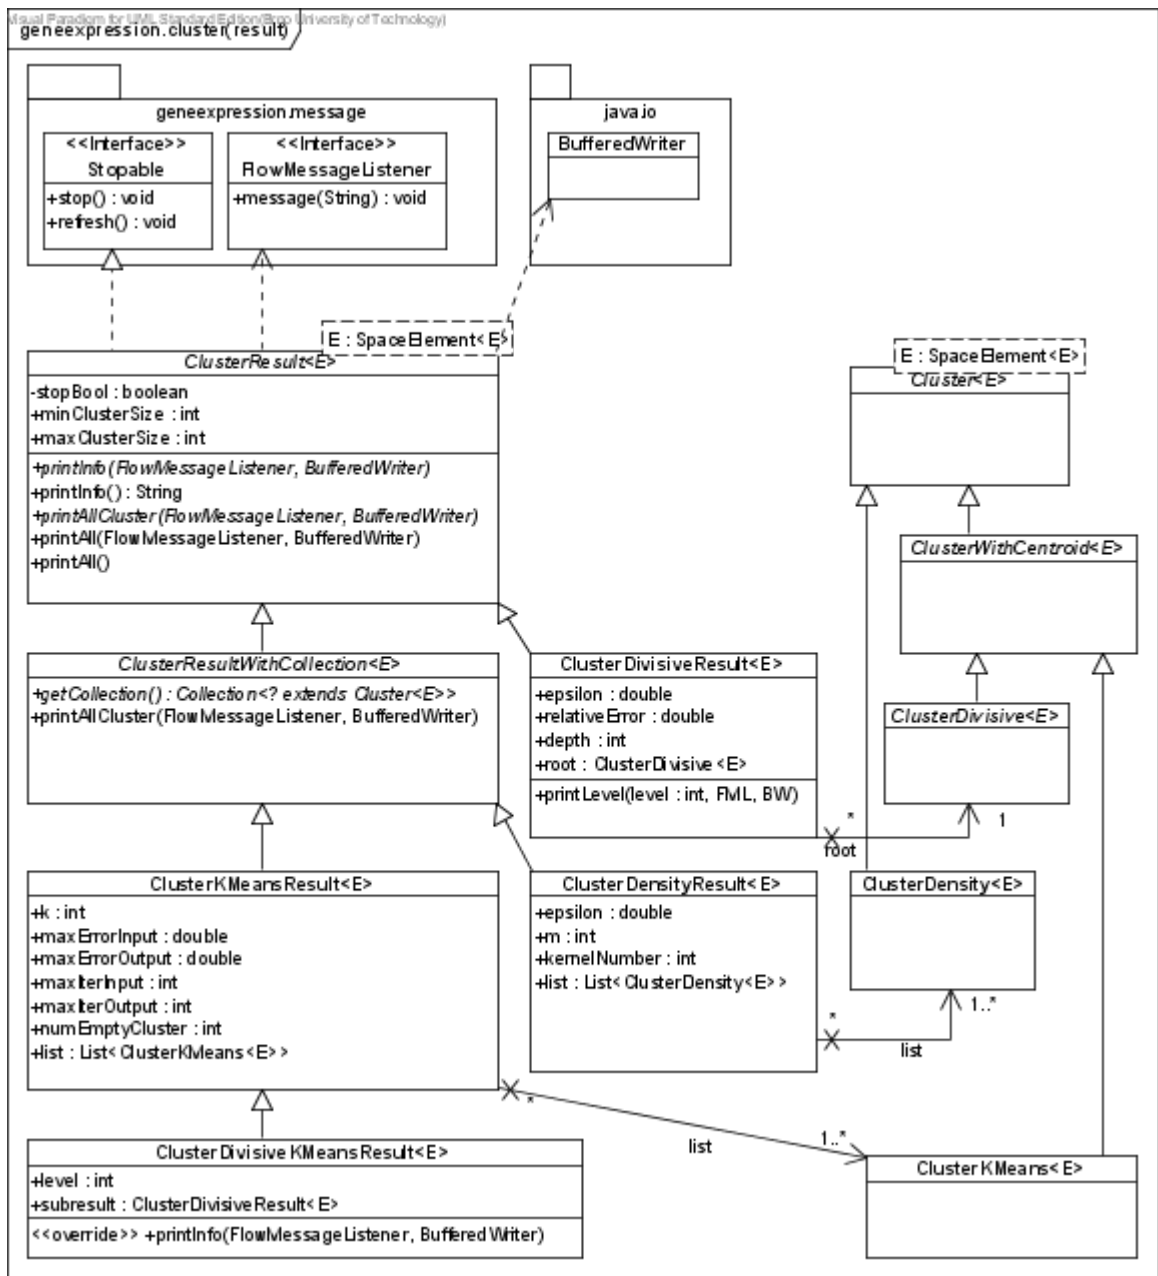 Visual Paradigm for UML Standard Edition(Brno University of Technology)
geneexpression.cluster(result)
geneexpression.message
java.io
<<Interface>>
Stopable
+stop() : void
+refresh() : void
<<Interface>>
FlowMessageListener
+message(String) : void
BufferedWriter
E : SpaceElement<E>
ClusterResult<E>
-stopBool : boolean
+minClusterSize : int
+maxClusterSize : int
+printInfo(FlowMessageListener, BufferedWriter)
+printInfo() : String
+printAllCluster(FlowMessageListener, BufferedWriter)
+printAll(FlowMessageListener, BufferedWriter)
+printAll()
E : SpaceElement<E>
Cluster<E>
ClusterWithCentroid<E>
ClusterResultWithCollection<E>
+getCollection() : Collection<? extends Cluster<E>>
+printAllCluster(FlowMessageListener, BufferedWriter)
ClusterDivisiveResult<E>
+epsilon : double
+relativeError : double
+depth : int
+root : ClusterDivisive<E>
+printLevel(level : int, FML, BW)
ClusterDivisive<E>
*
1
root
ClusterKMeansResult<E>
+k : int
+maxErrorInput : double
+maxErrorOutput : double
+maxIterInput : int
+maxIterOutput : int
+numEmptyCluster : int
+list : List<ClusterKMeans<E>>
ClusterDensityResult<E>
+epsilon : double
+m : int
+kernelNumber : int
+list : List<ClusterDensity<E>>
ClusterDensity<E>
*
1..*
list
*
1..*
list
ClusterDivisiveKMeansResult<E>
+level : int
+subresult : ClusterDivisiveResult<E>
<<override>> +printInfo(FlowMessageListener, BufferedWriter)
ClusterKMeans<E>